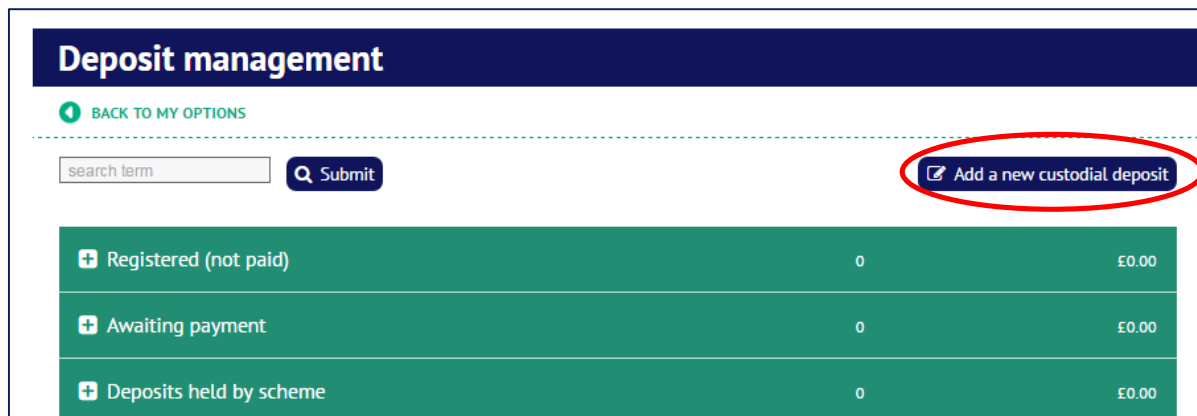 Deposit management
BACK TO MY OPTIONS
search term Submit Add a new custodial deposit
Registered (not paid) 0 £0.00
Awaiting payment 0 £0.00
Deposits held by scheme 0 £0.00